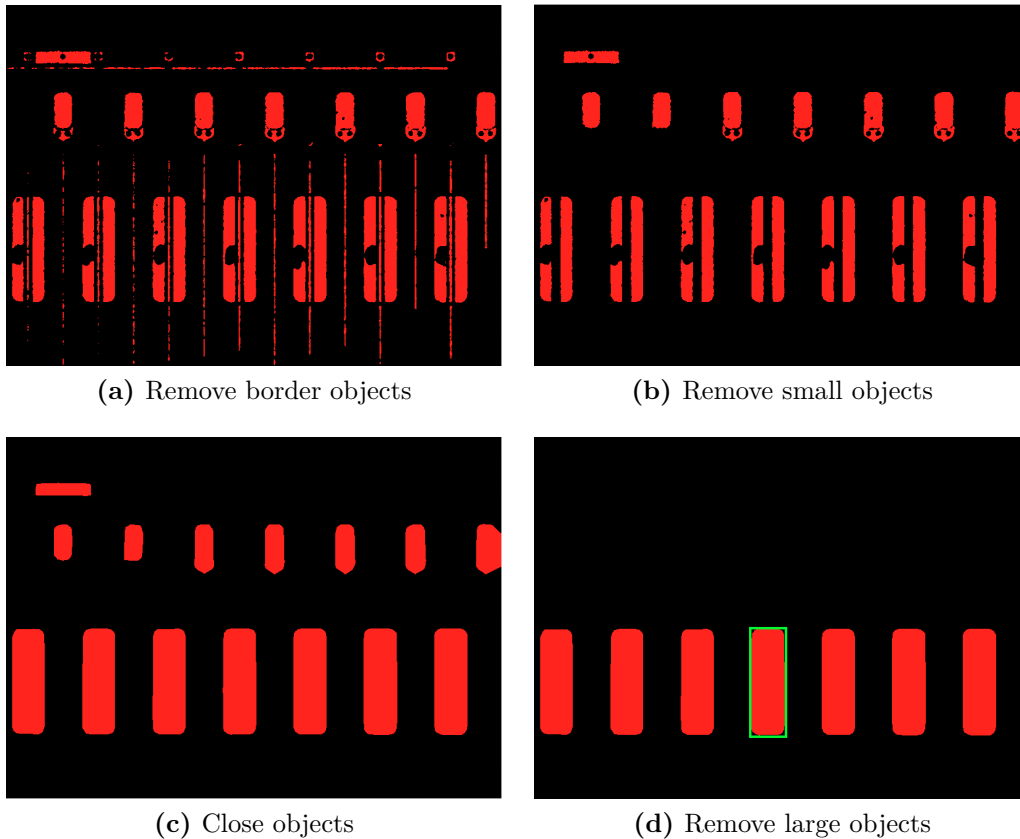 (a) Remove border objects
(b) Remove small objects
(c) Close objects
(d) Remove large objects